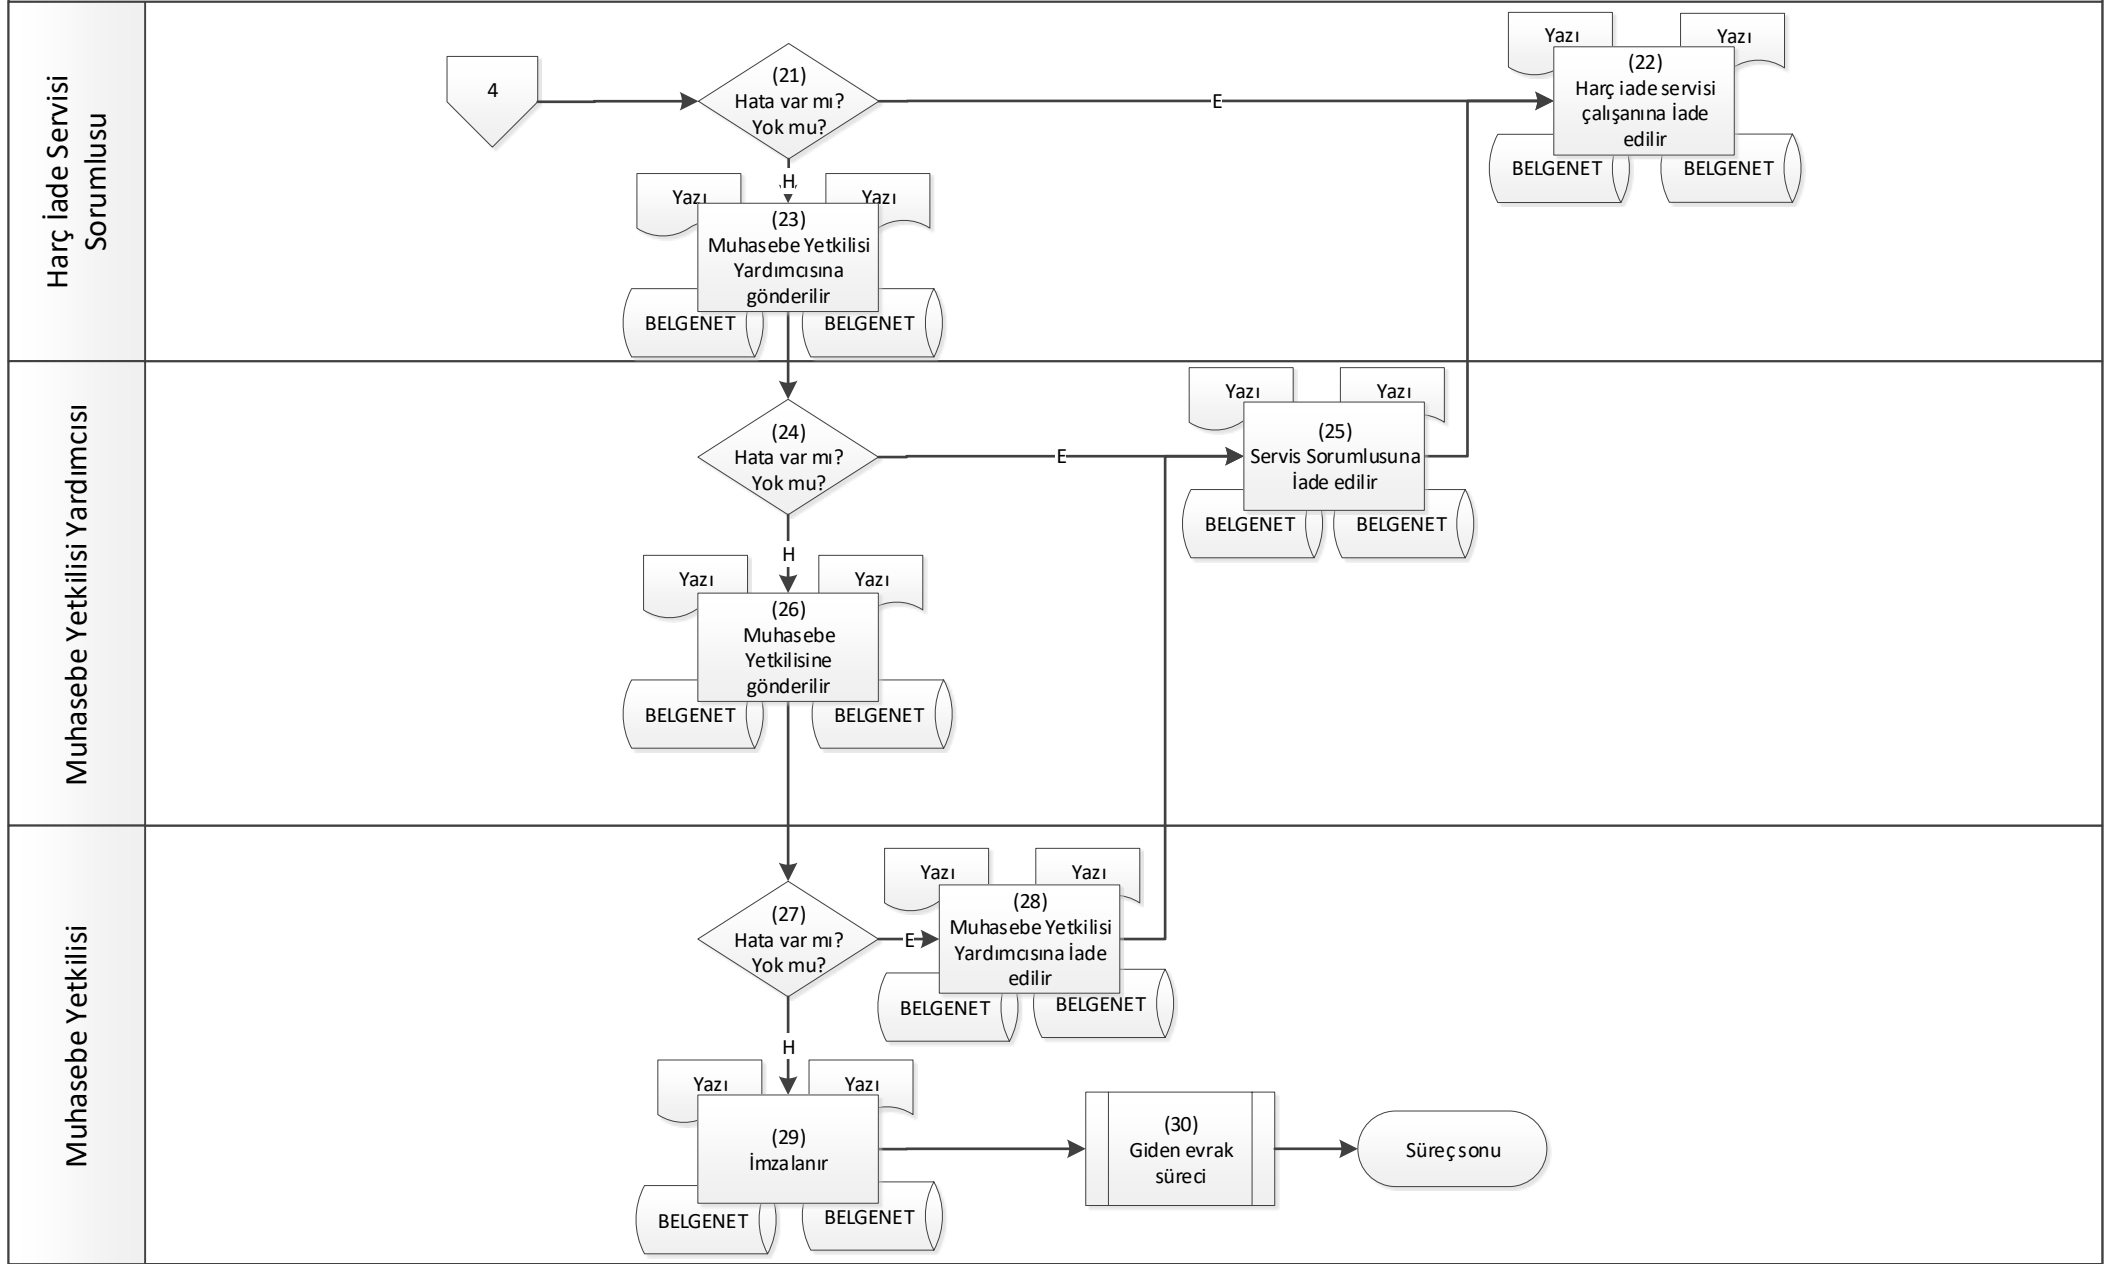 Harç İade Servisi
Sorumlusu
4
(21)
Hata var mı?
Yok mu?
E
Yazı
Yazı
(22)
Harç iade servisi
çalışanına İade
edilir
BELGENET
BELGENET
H
Yazı
Yazı
(23)
Muhasebe Yetkilisi
Yardımcısına
gönderilir
BELGENET
BELGENET
Muhasebe Yetkilisi Yardımcısı
(24)
Hata var mı?
Yok mu?
E
Yazı
Yazı
(25)
Servis Sorumlusuna
İade edilir
BELGENET
BELGENET
H
Yazı
Yazı
(26)
Muhasebe
Yetkilisine
gönderilir
BELGENET
BELGENET
Muhasebe Yetkilisi
(27)
Hata var mı?
Yok mu?
E
Yazı
Yazı
(28)
Muhasebe Yetkilisi
Yardımcısına İade
edilir
BELGENET
BELGENET
H
Yazı
Yazı
(29)
İmzalanır
BELGENET
BELGENET
(30)
Giden evrak
süreci
Süreç sonu